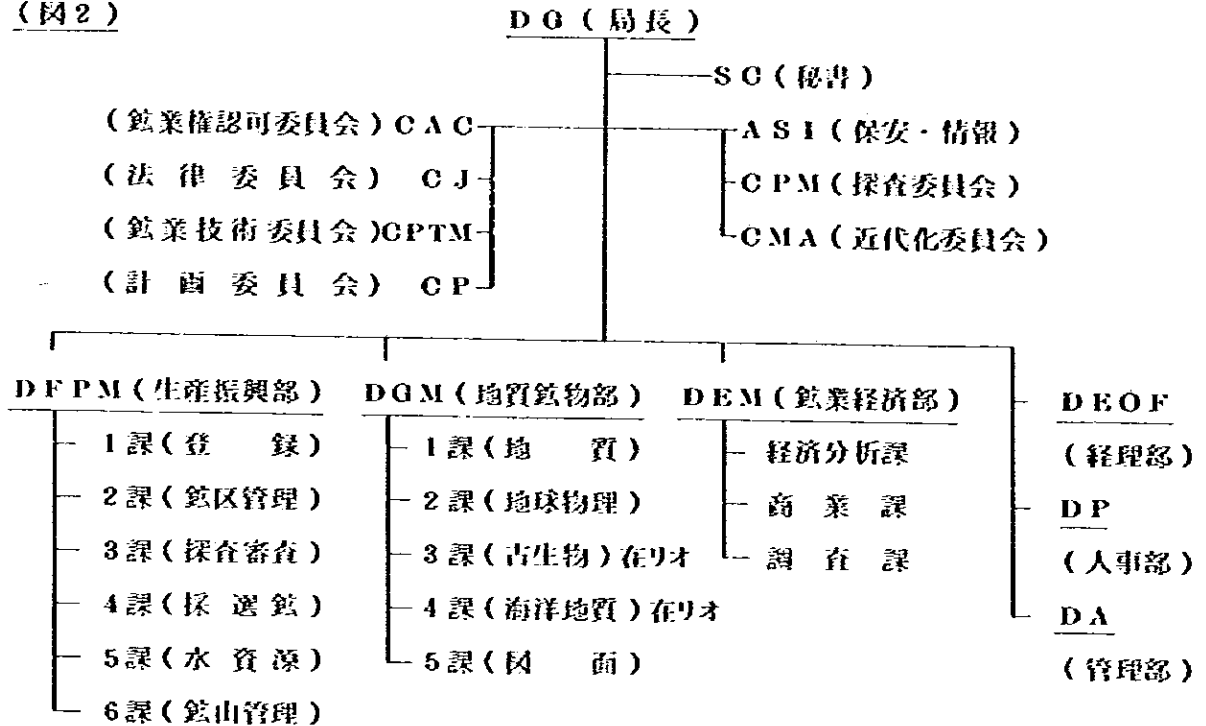 (図2)
DG(局長)
SC(秘書)
(鉱業権認可委員会)CAC
ASI(保安・情報)
(法律委員会) CJ
CPM(探査委員会)
(鉱業技術委員会)CPTM
CMA(近代化委員会)
(計画委員会) CP
DFPM(生産振興部)
1課(登 録)
2課(鉱区管理)
3課(探査審査)
4課(採選鉱)
5課(水資源)
6課(鉱山管理)
DGM(地質鉱物部)
1課(地 質)
2課(地球物理)
3課(古生物)在リオ
4課(海洋地質)在リオ
5課(図 面)
DEM(鉱業経済部)
経済分析課
商業課
調査課
DEOF
(経理部)
DP
(人事部)
DA
(管理部)